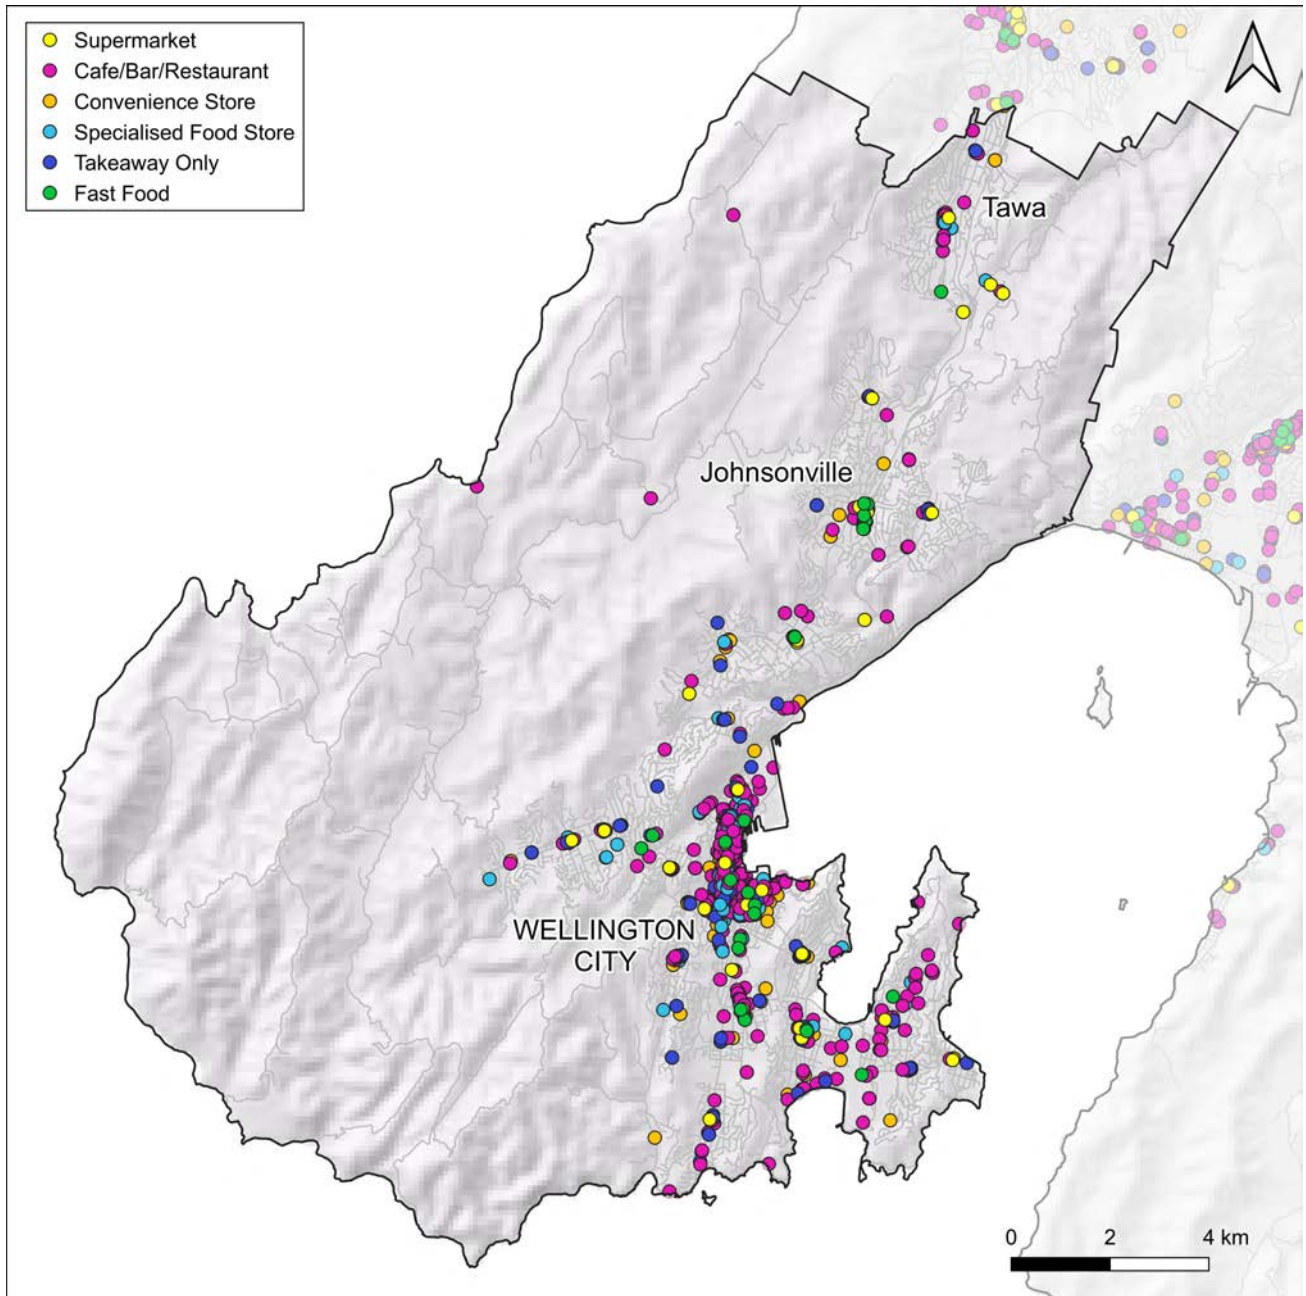 Supermarket
Cafe/Bar/Restaurant
Convenience Store
Specialised Food Store
Takeaway Only
Fast Food
Tawa
Johnsonville
WELLINGTON
CITY
0 2 4 km